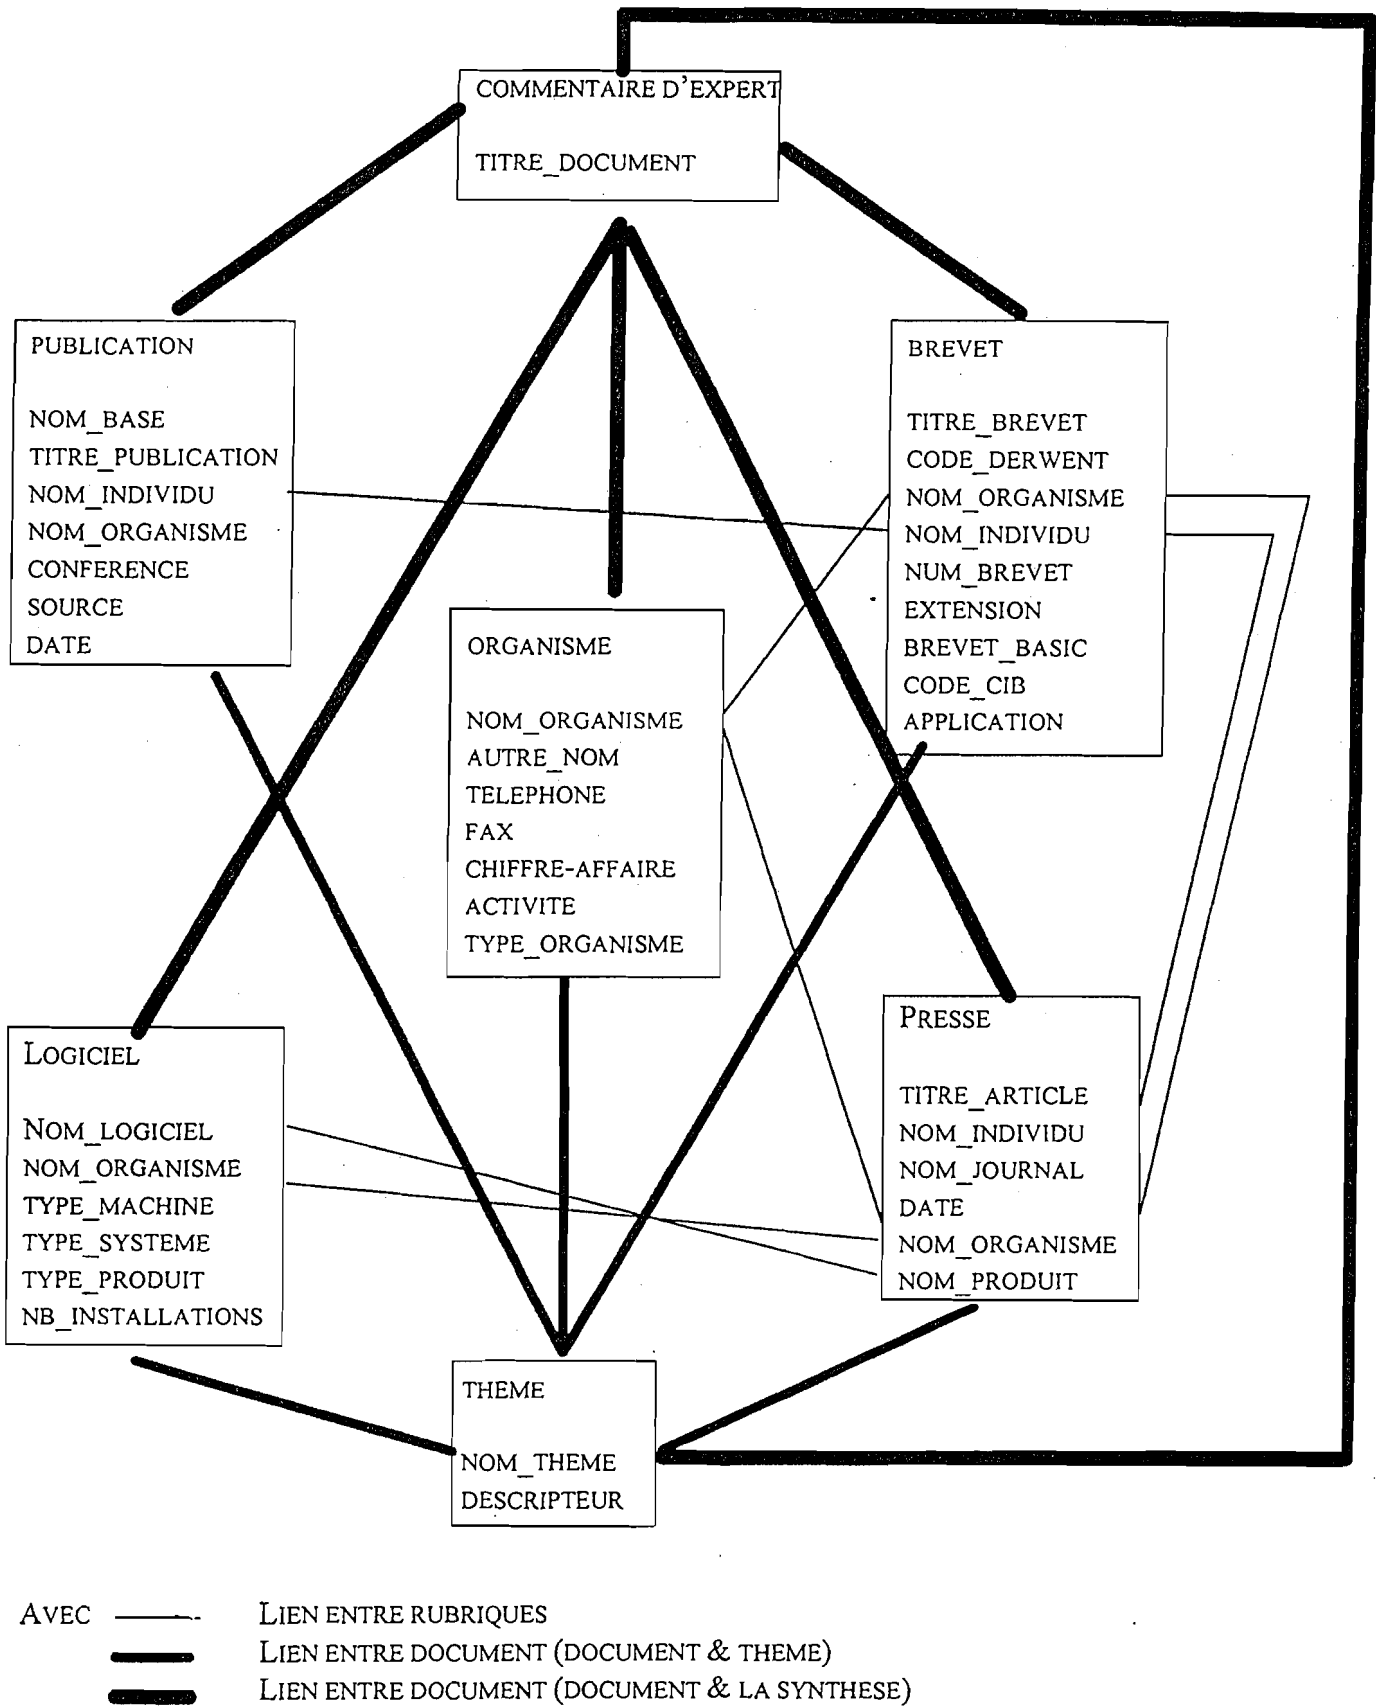 COMMENTAIRE D'EXPERT
TITRE_DOCUMENT
PUBLICATION
NOM_BASE
TITRE_PUBLICATION
NOM_INDIVIDU
NOM_ORGANISME
CONFERENCE
SOURCE
DATE
BREVET
TITRE_BREVET
CODE_DERWENT
NOM_ORGANISME
NOM_INDIVIDU
NUM_BREVET
EXTENSION
BREVET_BASIC
CODE_CIB
APPLICATION
ORGANISME
NOM_ORGANISME
AUTRE_NOM
TELEPHONE
FAX
CHIFFRE-AFFAIRE
ACTIVITE
TYPE_ORGANISME
LOGICIEL
NOM_LOGICIEL
NOM_ORGANISME
TYPE_MACHINE
TYPE_SYSTEME
TYPE_PRODUIT
NB_INSTALLATIONS
PRESSE
TITRE_ARTICLE
NOM_INDIVIDU
NOM_JOURNAL
DATE
NOM_ORGANISME
NOM_PRODUIT
THEME
NOM_THEME
DESCRIPTEUR
AVEC LIEN ENTRE RUBRIQUES
LIEN ENTRE DOCUMENT (DOCUMENT & THEME)
LIEN ENTRE DOCUMENT (DOCUMENT & LA SYNTHESE)